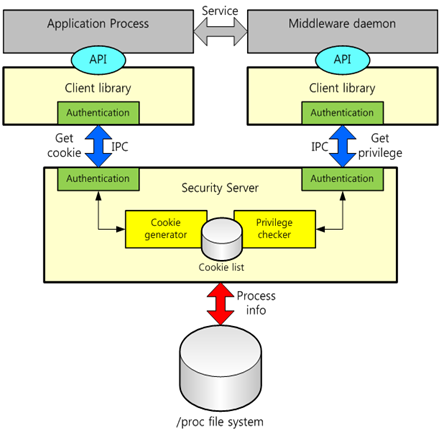 Application Process
Service
Middleware daemon
API
API
Client library
Client library
Authentication
Authentication
Get
cookie
IPC
IPC
Get
privilege
Authentication
Authentication
Security Server
Cookie
generator
Privilege
checker
Cookie list
Process
info
/proc file system